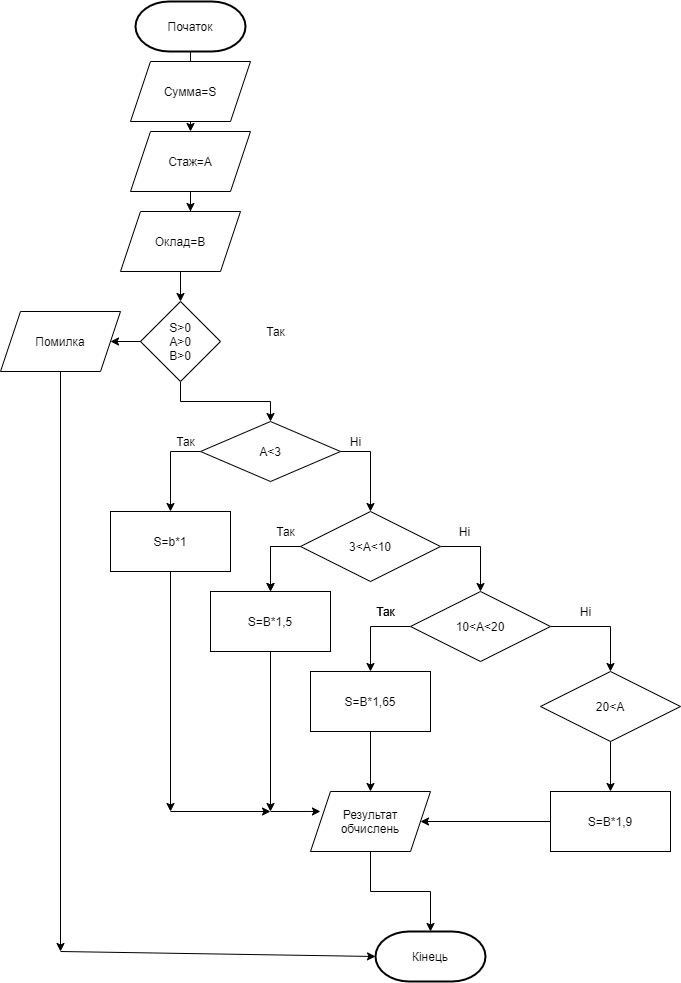 Початок
Сумма=S
Стаж=A
Оклад=B
S>0
A>0
B>0
Так
Помилка
A<3
Так
Ні
S=b*1
3<A<10
Так
Ні
S=B*1,5
10<A<20
Так
Ні
S=B*1,65
20<A
Результат
обчислень
S=B*1,9
Кінець